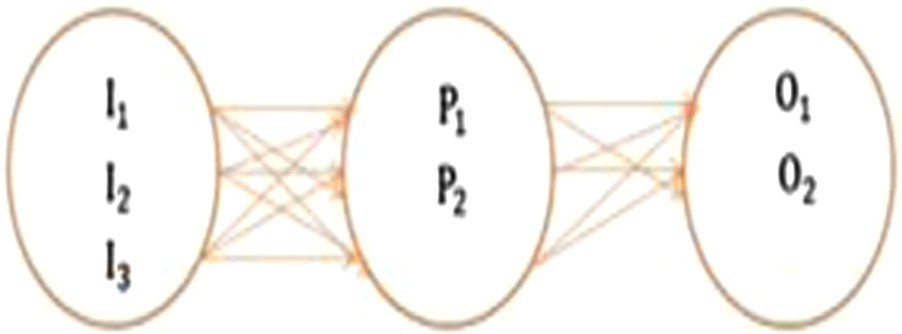 I₁ P₁ O₁
I₂ P₂ O₂
I₃